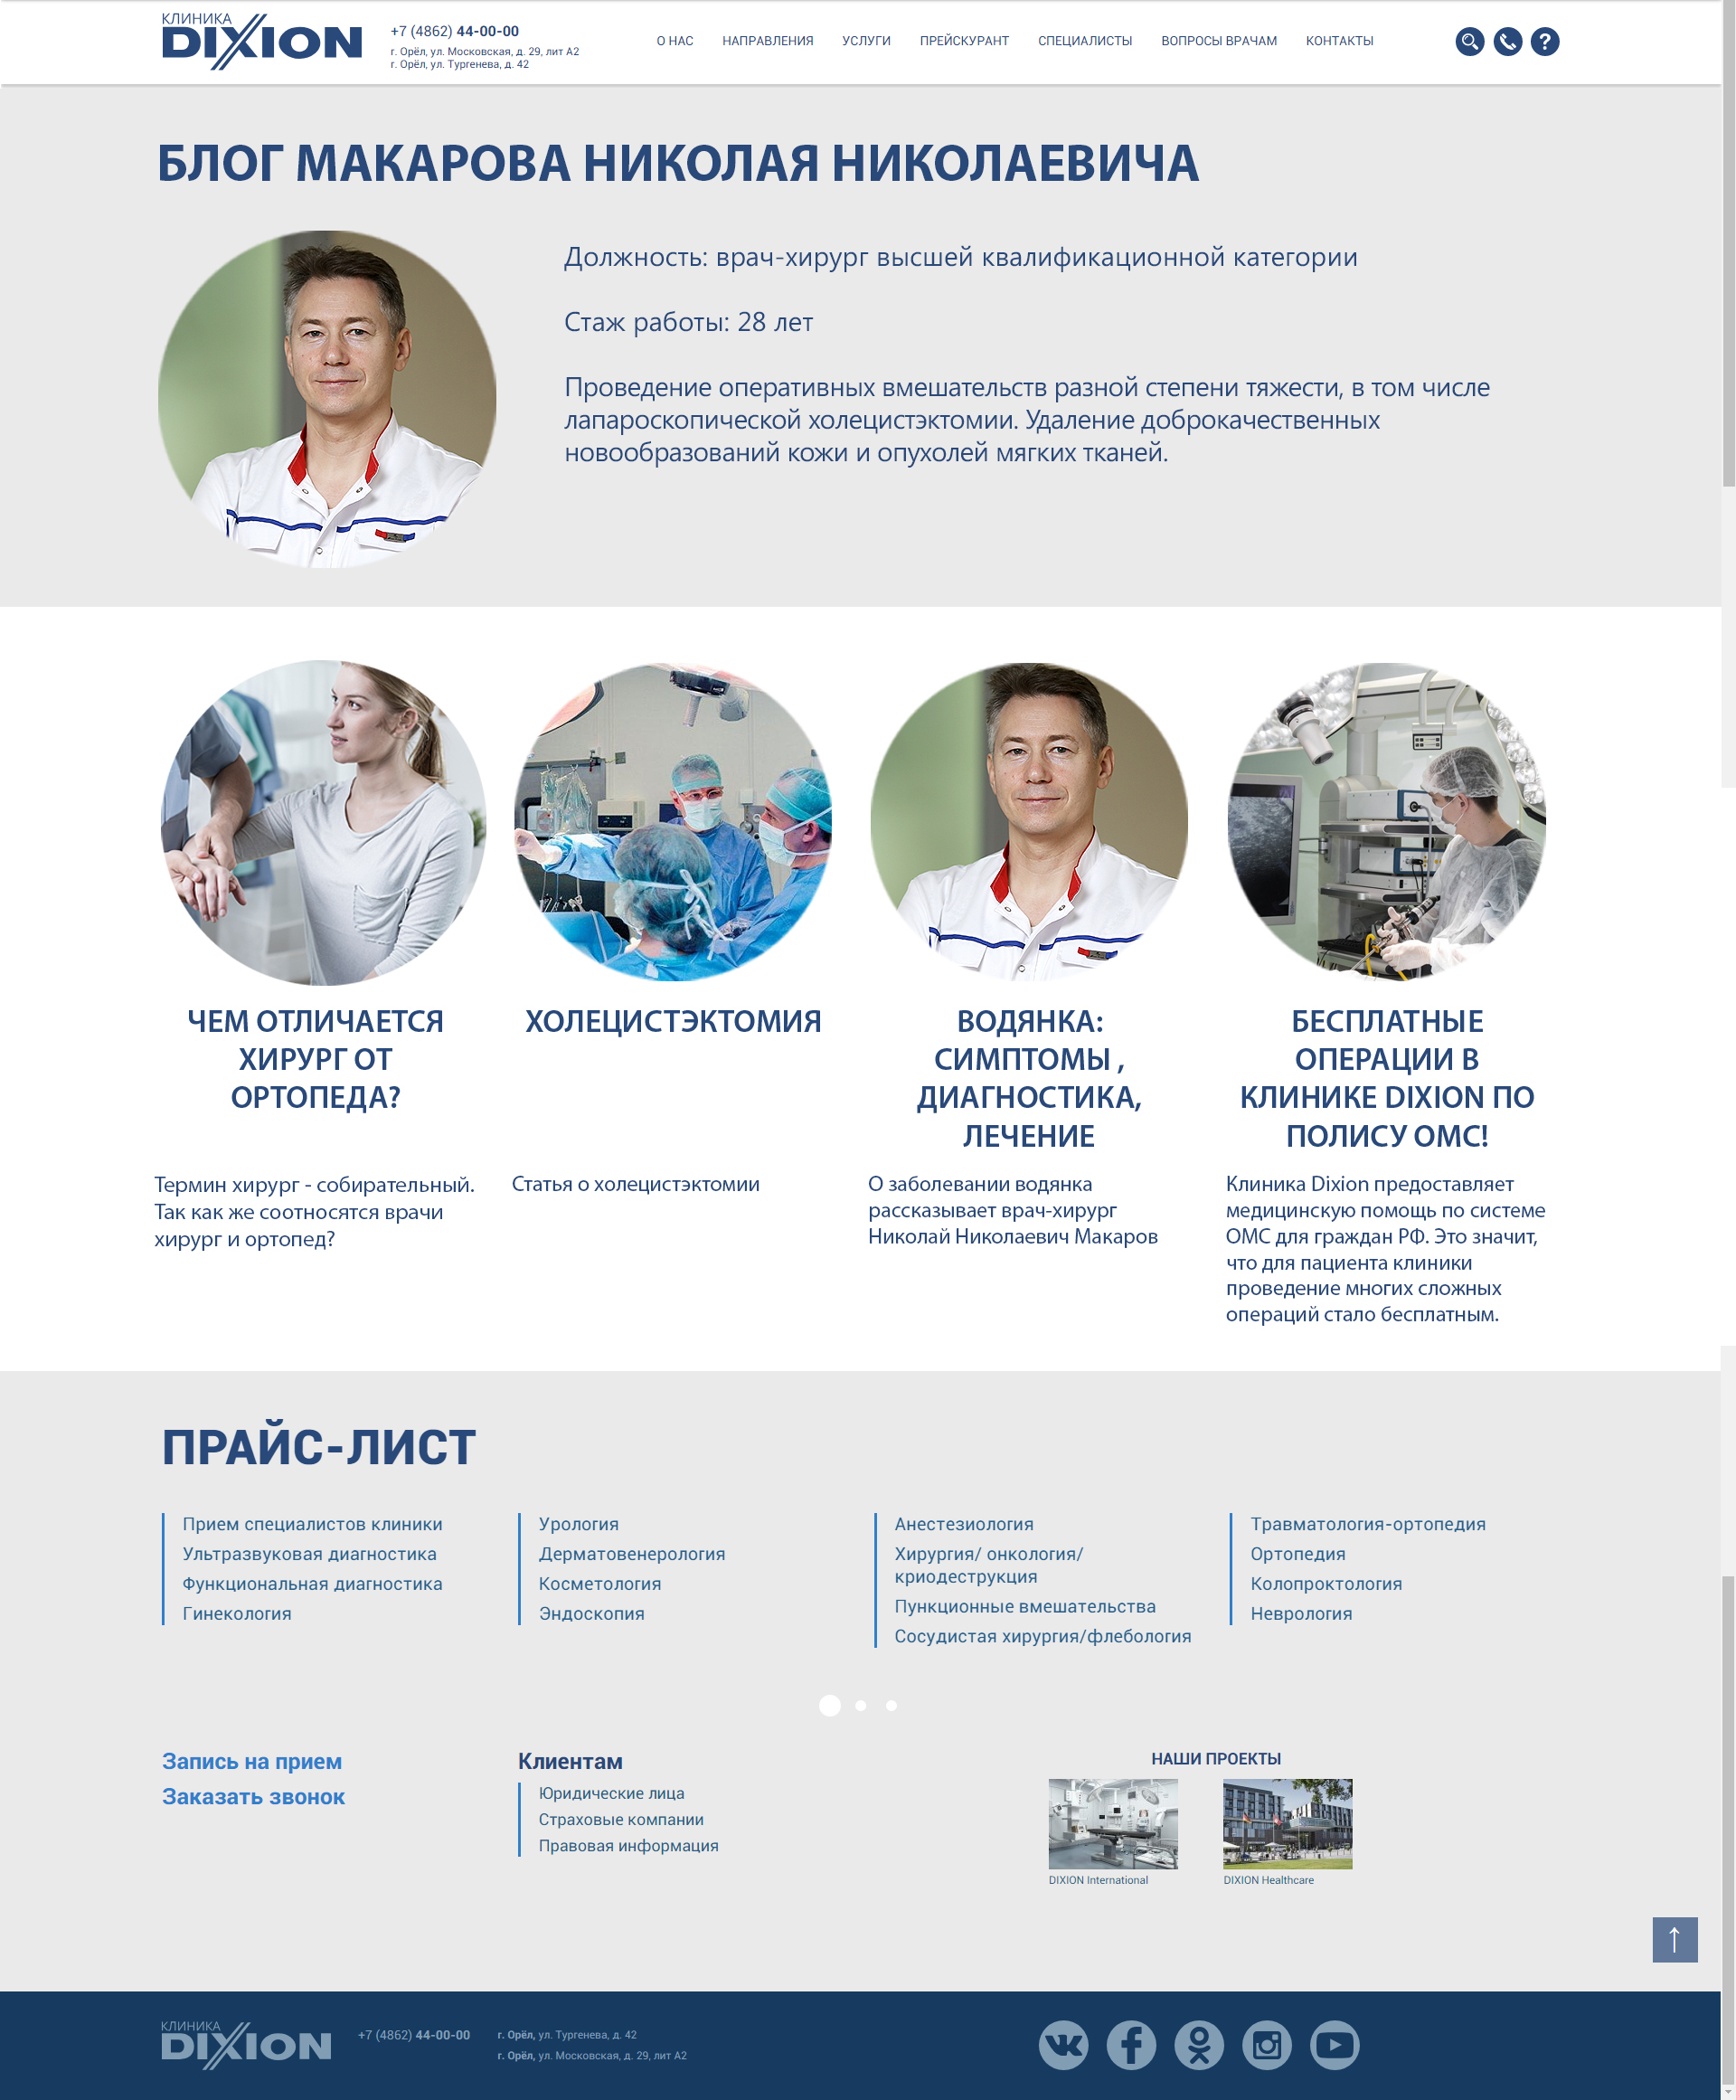 КЛИНИКА
DIXION
+7 (4862) 44-00-00
г. Орёл, ул. Московская, д. 29, лит А2
г. Орёл, ул. Тургенева, д. 42
О НАС НАПРАВЛЕНИЯ УСЛУГИ ПРЕЙСКУРАНТ СПЕЦИАЛИСТЫ ВОПРОСЫ ВРАЧАМ КОНТАКТЫ
?
БЛОГ МАКАРОВА НИКОЛАЯ НИКОЛАЕВИЧА
Должность: врач-хирург высшей квалификационной категории
Стаж работы: 28 лет
Проведение оперативных вмешательств разной степени тяжести, в том числе
лапароскопической холецистэктомии. Удаление доброкачественных
новообразований кожи и опухолей мягких тканей.
ЧЕМ ОТЛИЧАЕТСЯ
ХИРУРГ ОТ
ОРТОПЕДА?
Термин хирург - собирательный.
Так как же соотносятся врачи
хирург и ортопед?
ХОЛЕЦИСТЭКТОМИЯ
Статья о холецистэктомии
ВОДЯНКА:
СИМПТОМЫ ,
ДИАГНОСТИКА,
ЛЕЧЕНИЕ
О заболевании водянка
рассказывает врач-хирург
Николай Николаевич Макаров
БЕСПЛАТНЫЕ
ОПЕРАЦИИ В
КЛИНИКЕ DIXION ПО
ПОЛИСУ ОМС!
Клиника Dixion предоставляет
медицинскую помощь по системе
ОМС для граждан РФ. Это значит,
что для пациента клиники
проведение многих сложных
операций стало бесплатным.
ПРАЙС-ЛИСТ
Прием специалистов клиники
Ультразвуковая диагностика
Функциональная диагностика
Гинекология
Урология
Дерматовенерология
Косметология
Эндоскопия
Анестезиология
Хирургия/ онкология/
криодеструкция
Пункционные вмешательства
Сосудистая хирургия/флебология
Травматология-ортопедия
Ортопедия
Колопроктология
Неврология
Запись на прием
Заказать звонок
Клиентам
Юридические лица
Страховые компании
Правовая информация
НАШИ ПРОЕКТЫ
DIXION International
DIXION Healthcare
КЛИНИКА
DIXION
+7 (4862) 44-00-00
г. Орёл, ул. Тургенева, д. 42
г. Орёл, ул. Московская, д. 29, лит А2